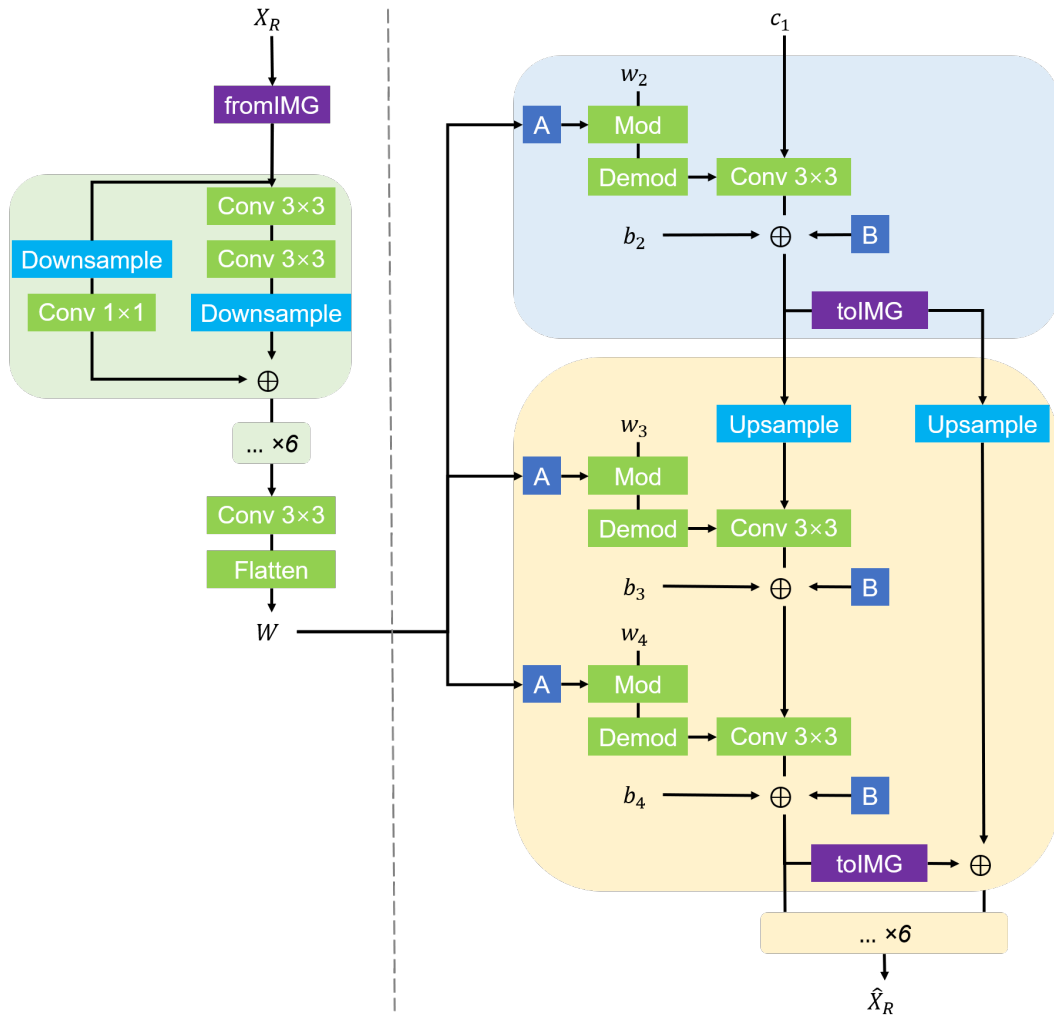 X_R
fromIMG
Conv 3×3
Downsample
Conv 3×3
Conv 1×1
Downsample
⊕
... ×6
Conv 3×3
Flatten
W
c_1
w_2
A
Mod
Demod
Conv 3×3
b_2
⊕
B
toIMG
Upsample
Upsample
w_3
A
Mod
Demod
Conv 3×3
b_3
⊕
B
w_4
A
Mod
Demod
Conv 3×3
b_4
⊕
B
toIMG
⊕
... ×6
X̂_R